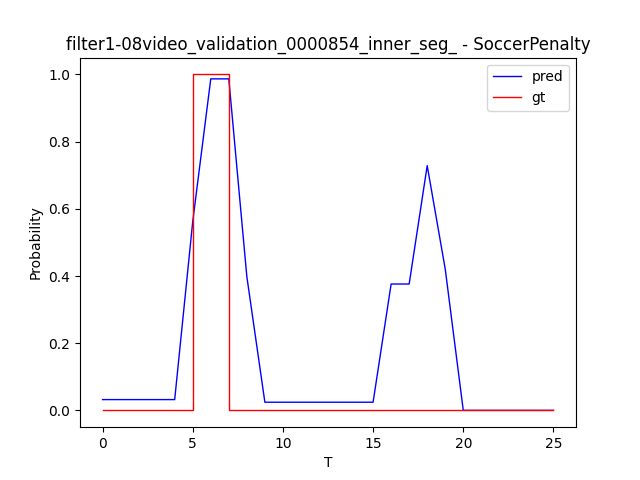 filter1-08video_validation_0000854_inner_seg_ - SoccerPenalty
pred
gt
1.0
0.8
0.6
0.4
0.2
0.0
Probability
0
5
10
15
20
25
T